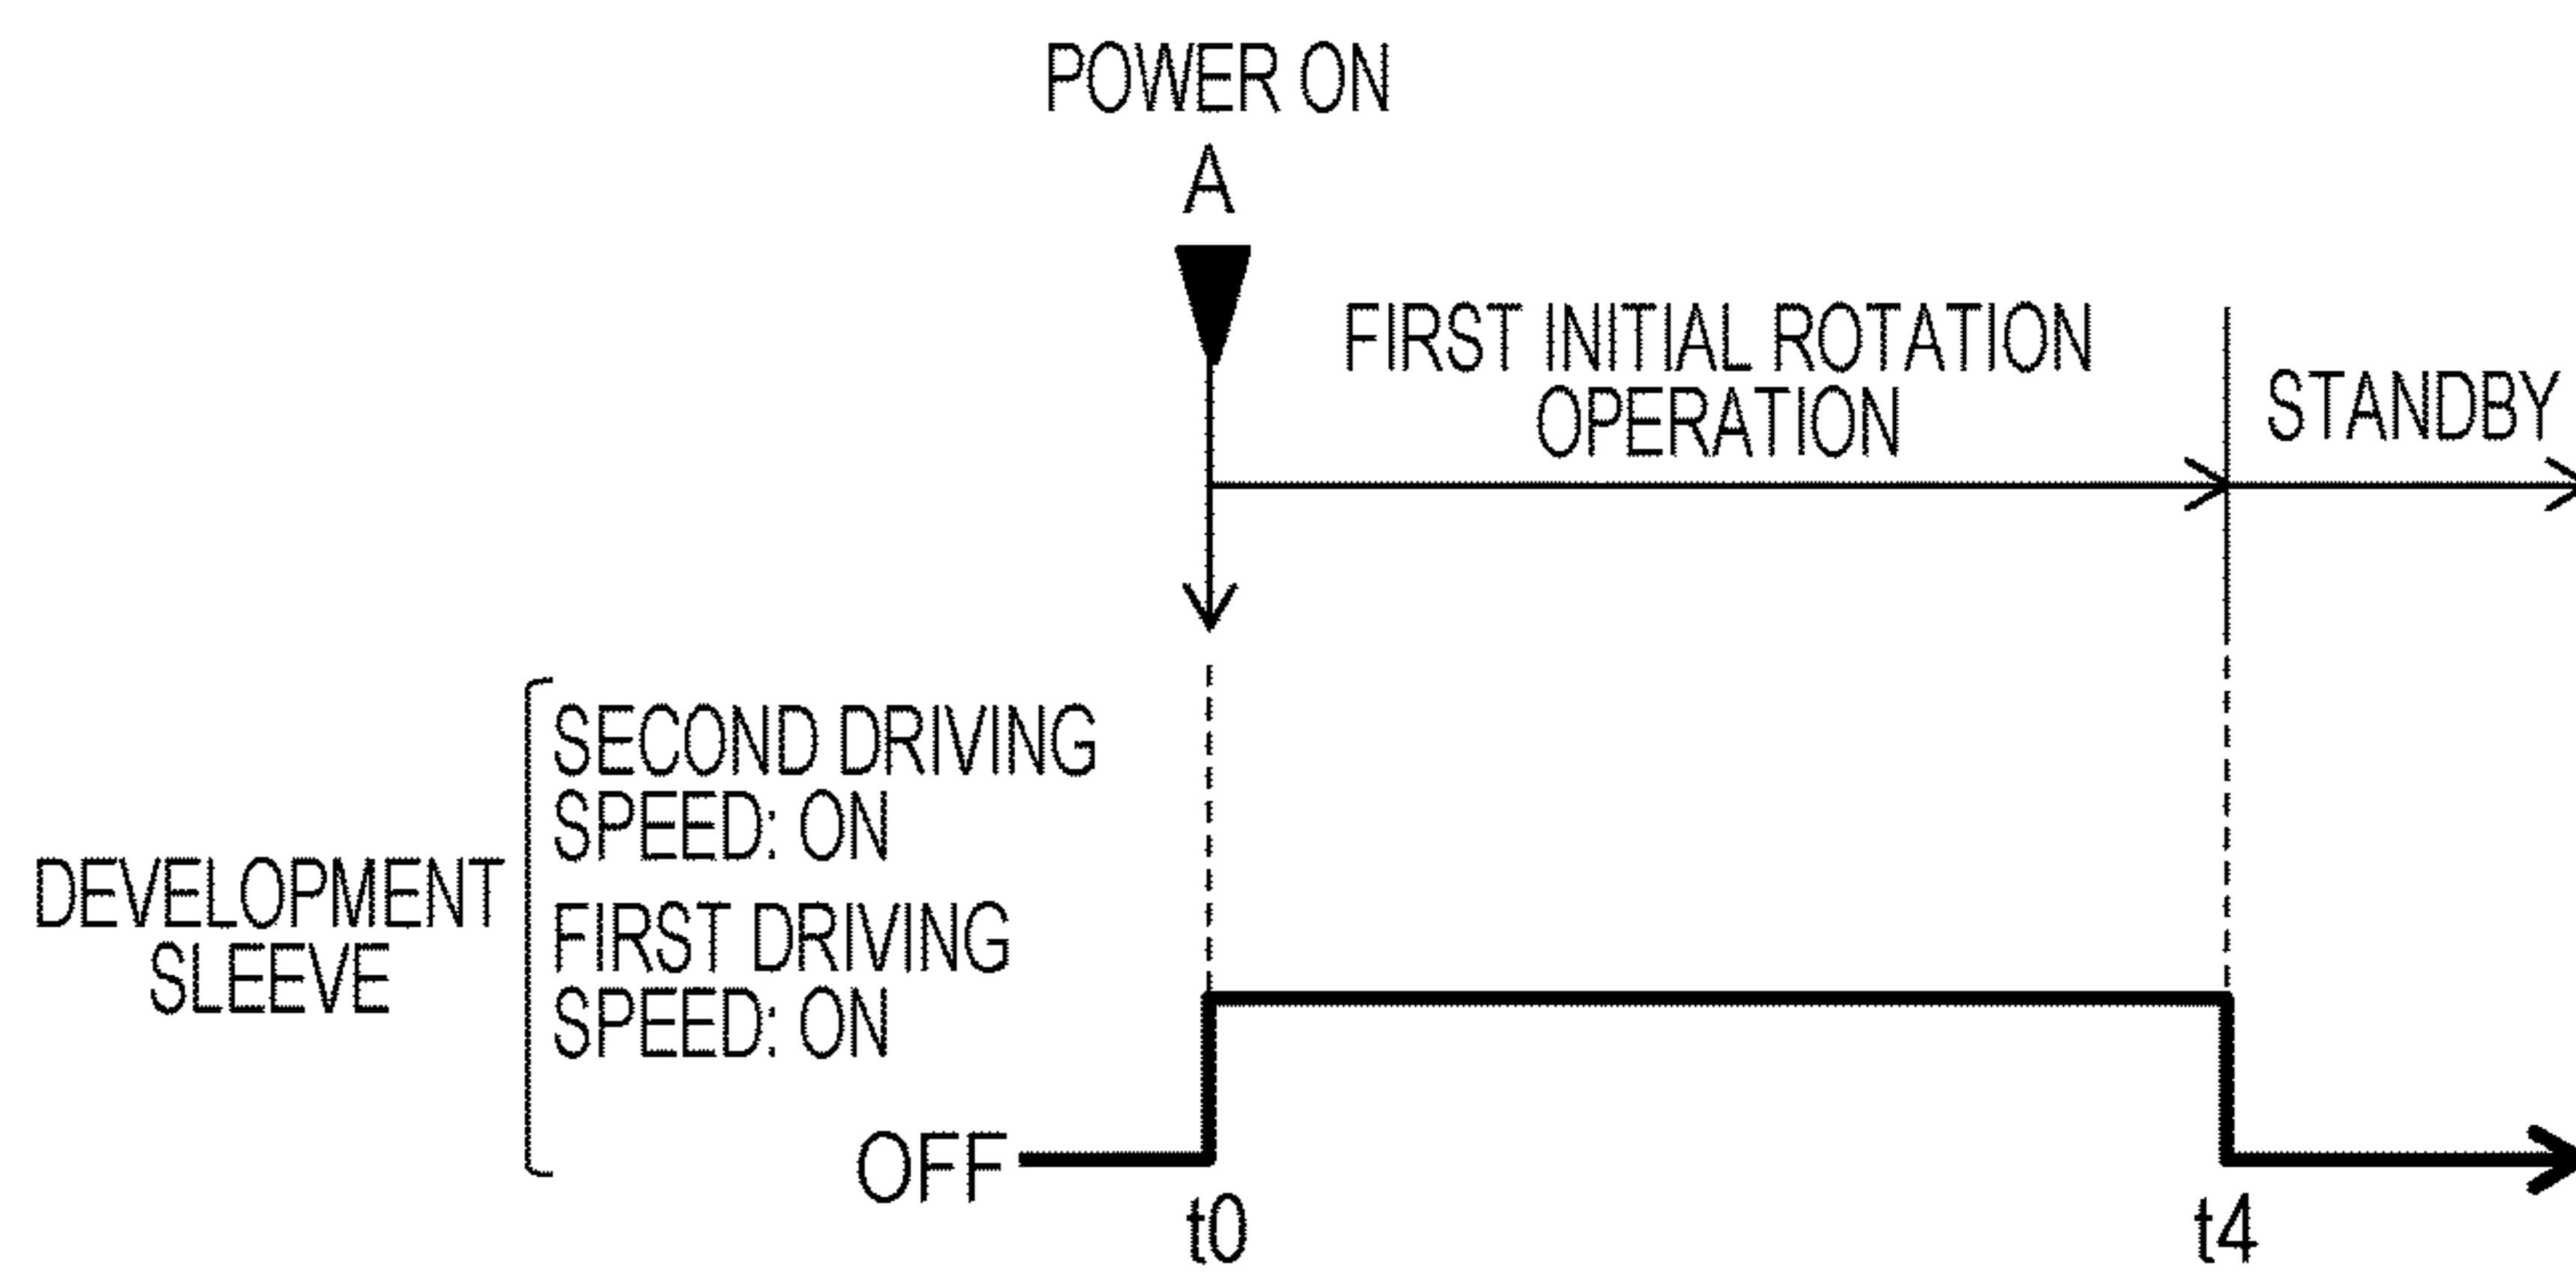 POWER ON
A
FIRST INITIAL ROTATION
OPERATION
STANDBY
SECOND DRIVING
SPEED: ON
DEVELOPMENT
SLEEVE
FIRST DRIVING
SPEED: ON
OFF
t0
t4